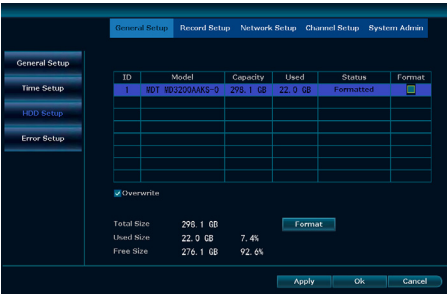 General Setup Record Setup Network Setup Channel Setup System Admin
General Setup
Time Setup
HDD Setup
Error Setup
ID Model Capacity Used Status Format
1 WDT WD3200AAKS-0 298.1 GB 22.0 GB Formatted
Overwrite
Total Size 298.1 GB Format
Used Size 22.0 GB 7.4%
Free Size 276.1 GB 92.6%
Apply Ok Cancel